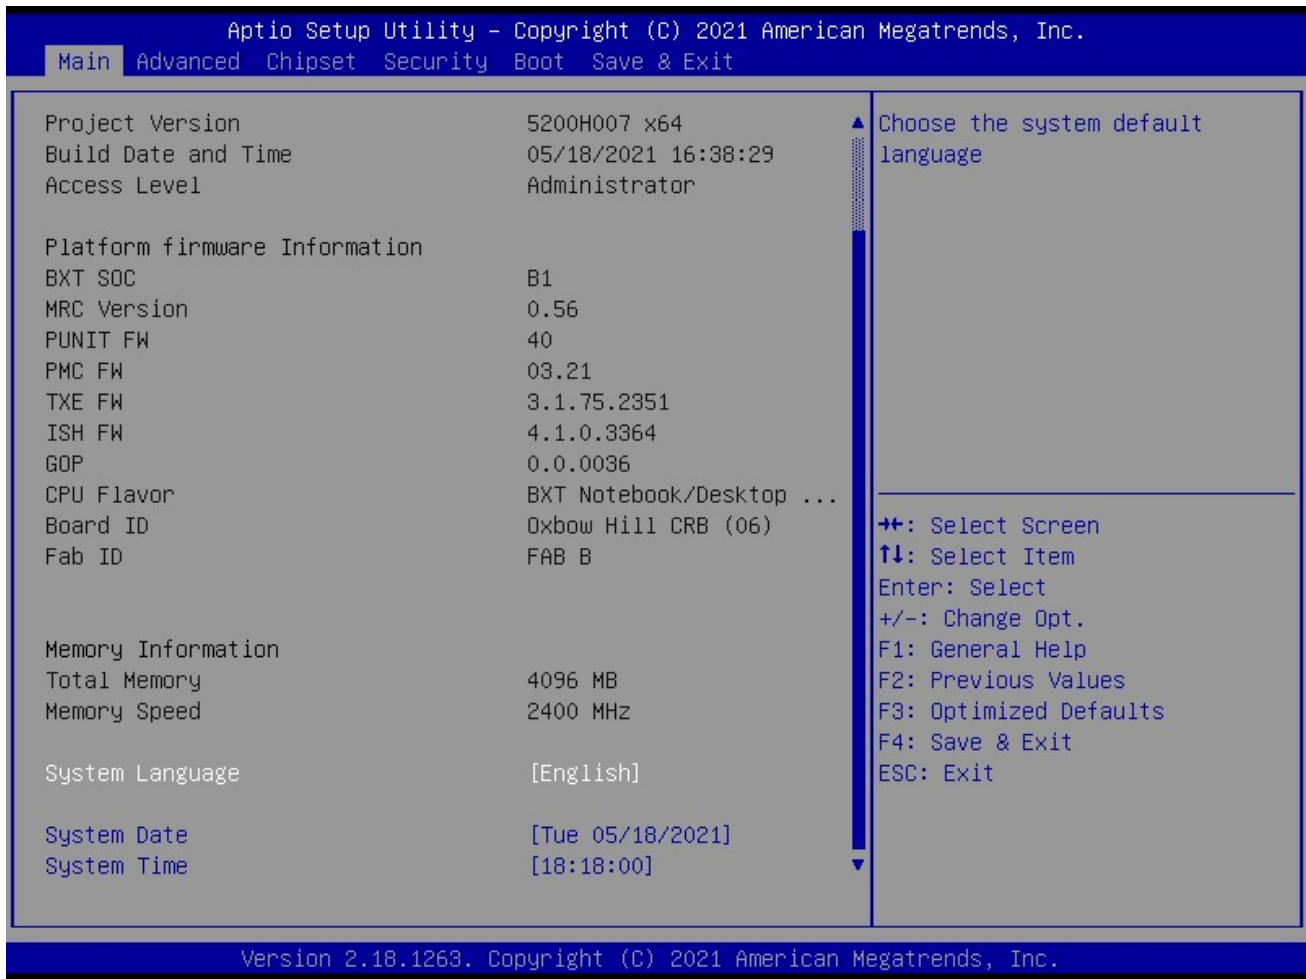 Aptio Setup Utility – Copyright (C) 2021 American Megatrends, Inc.
Main Advanced Chipset Security Boot Save & Exit
Project Version 5200H007 x64
Build Date and Time 05/18/2021 16:38:29
Access Level Administrator
Platform firmware Information
BXT SOC B1
MRC Version 0.56
PUNIT FW 40
PMC FW 03.21
TXE FW 3.1.75.2351
ISH FW 4.1.0.3364
GOP 0.0.0036
CPU Flavor BXT Notebook/Desktop ...
Board ID Oxbow Hill CRB (06)
Fab ID FAB B
Memory Information
Total Memory 4096 MB
Memory Speed 2400 MHz
System Language [English]
System Date [Tue 05/18/2021]
System Time [18:18:00]
Choose the system default
language
→←: Select Screen
↑↓: Select Item
Enter: Select
+/-: Change Opt.
F1: General Help
F2: Previous Values
F3: Optimized Defaults
F4: Save & Exit
ESC: Exit
Version 2.18.1263. Copyright (C) 2021 American Megatrends, Inc.